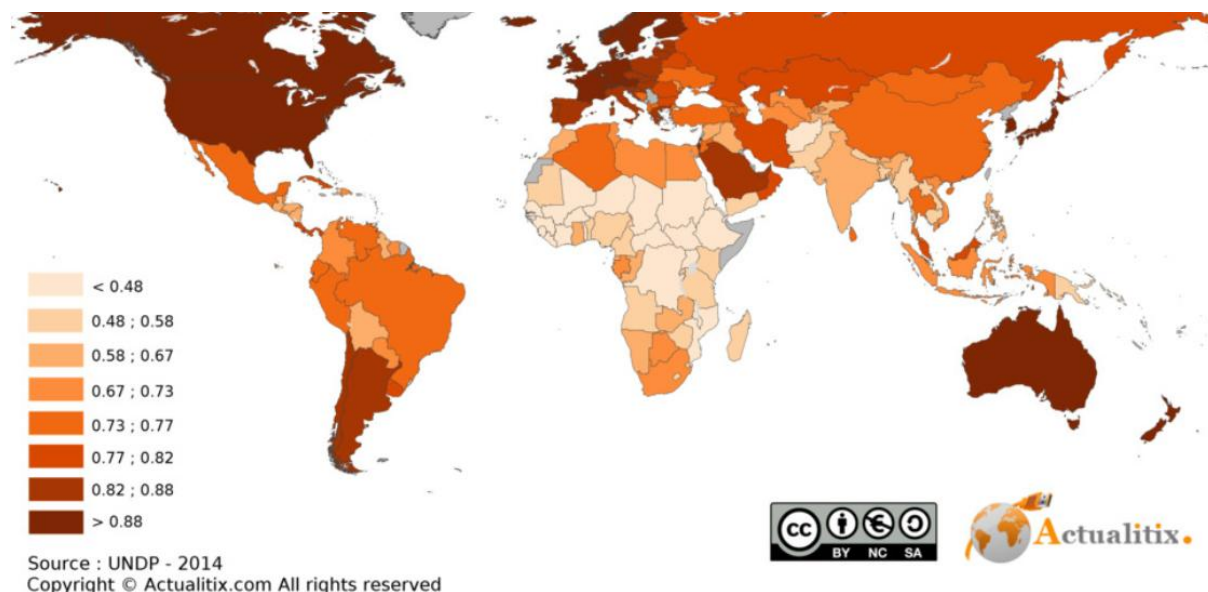 < 0.48
0.48 ; 0.58
0.58 ; 0.67
0.67 ; 0.73
0.73 ; 0.77
0.77 ; 0.82
0.82 ; 0.88
> 0.88
Source : UNDP - 2014
Copyright © Actualitix.com All rights reserved
cc
BY NC SA
Actualitix.